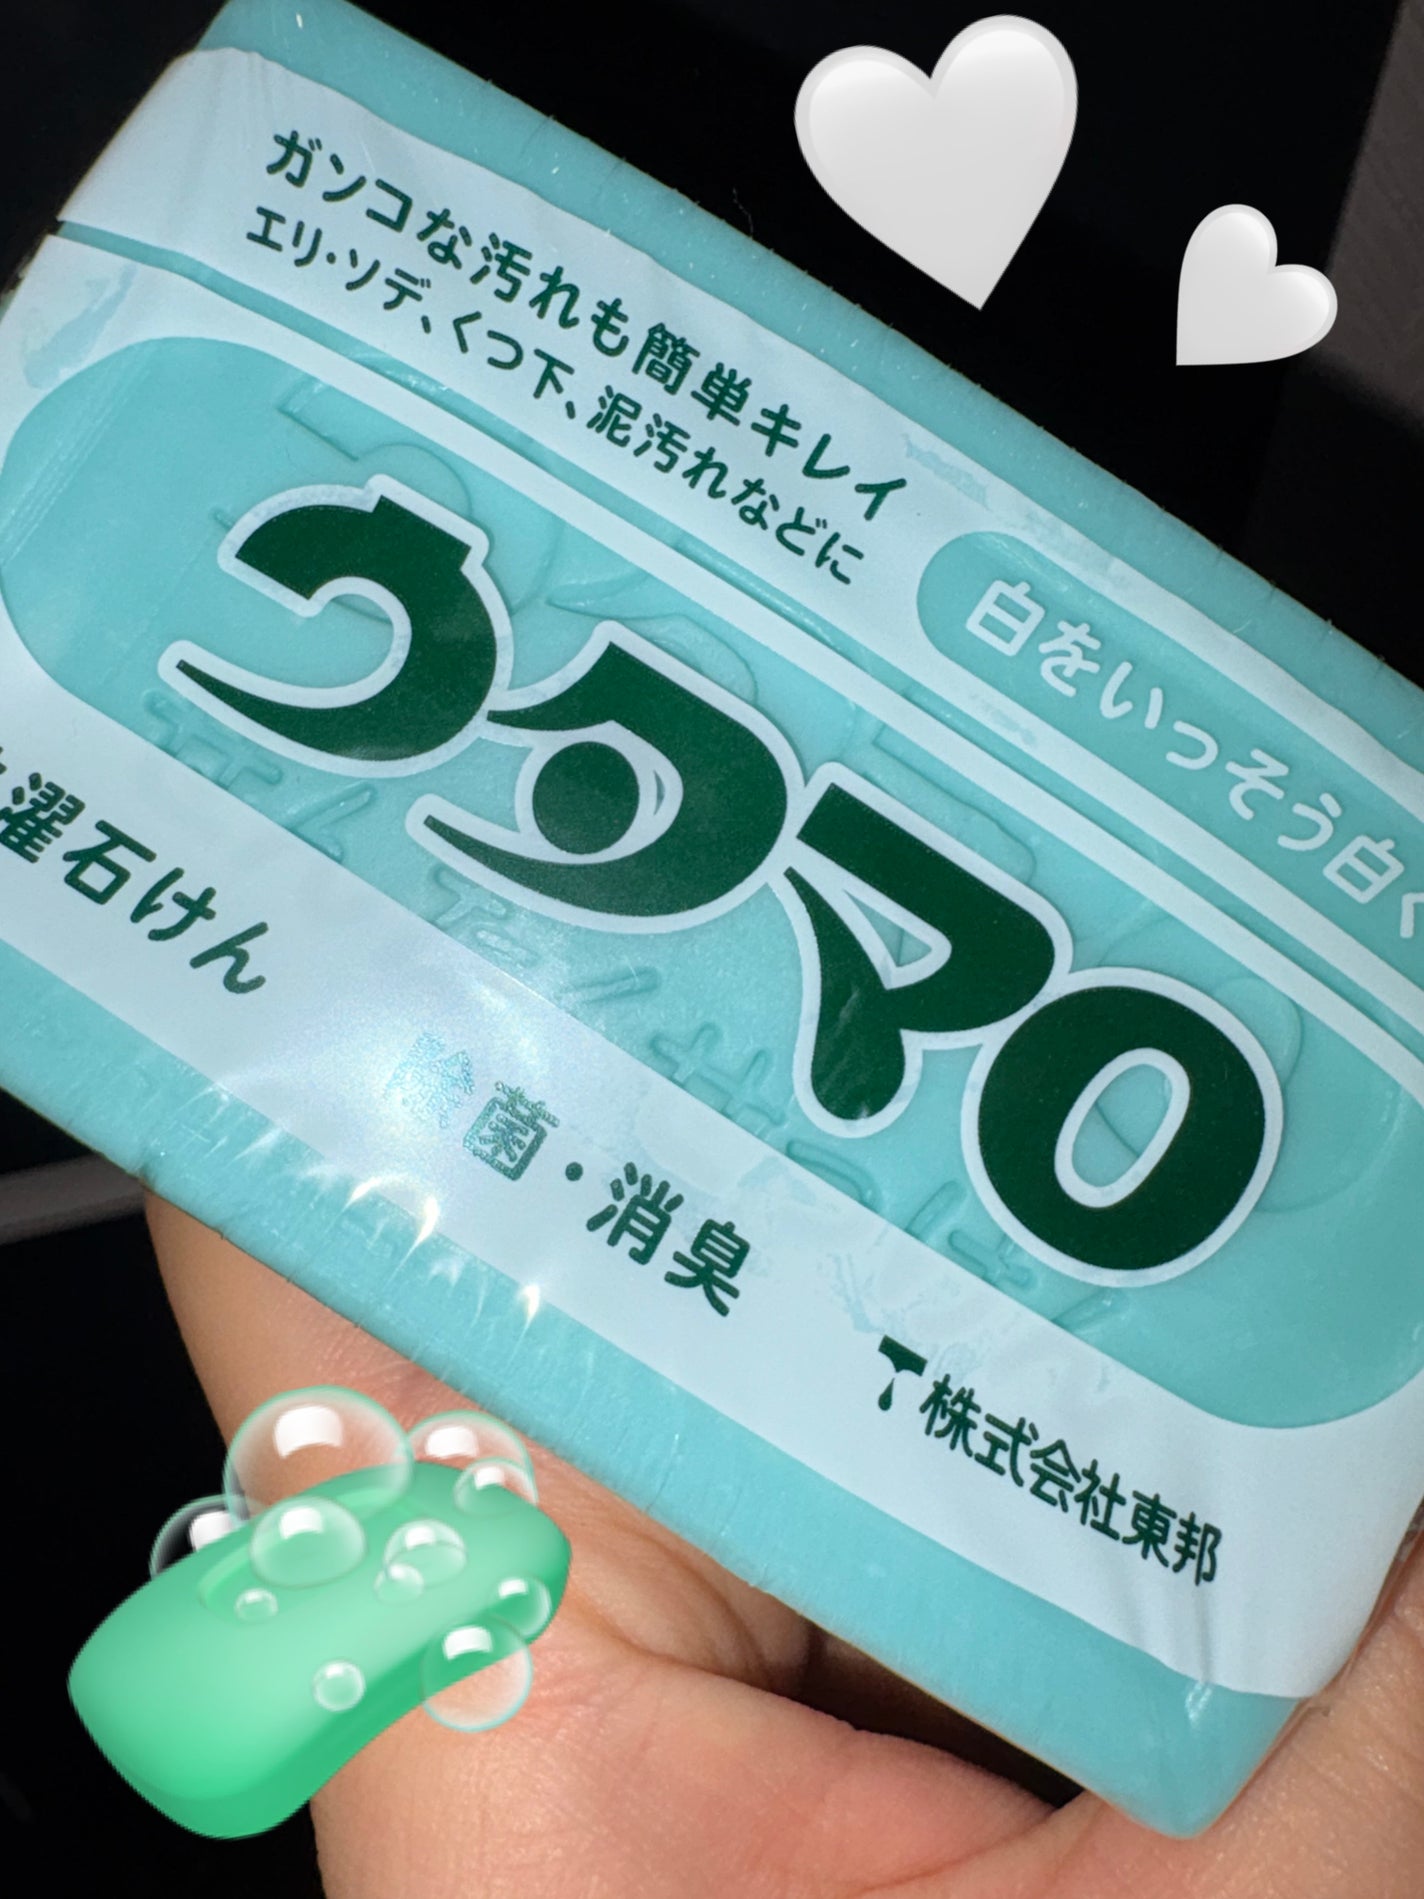 ガンコな汚れも簡単キレイ
エリ・ソデ、くつ下、泥汚れなどに
白をいっそう白く
ウタマロ
濯石けん
除菌・消臭
株式会社東邦